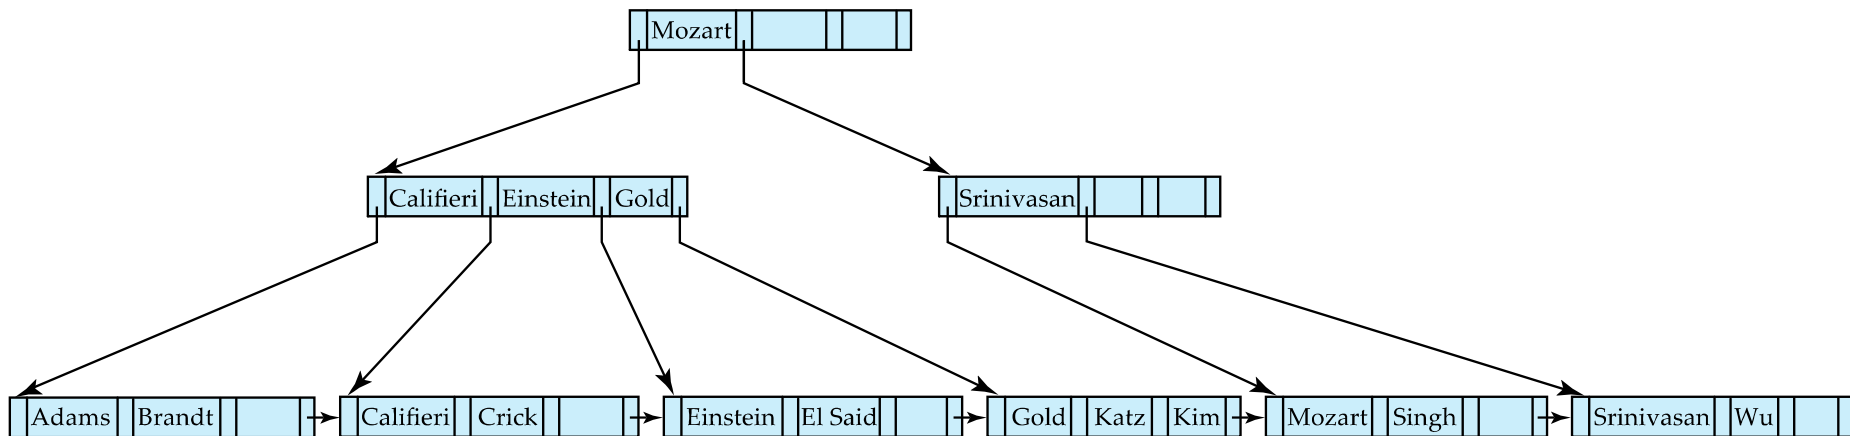 Mozart
Califieri Einstein Gold Srinivasan
Adams Brandt Califieri Crick Einstein El Said Gold Katz Kim Mozart Singh Srinivasan Wu